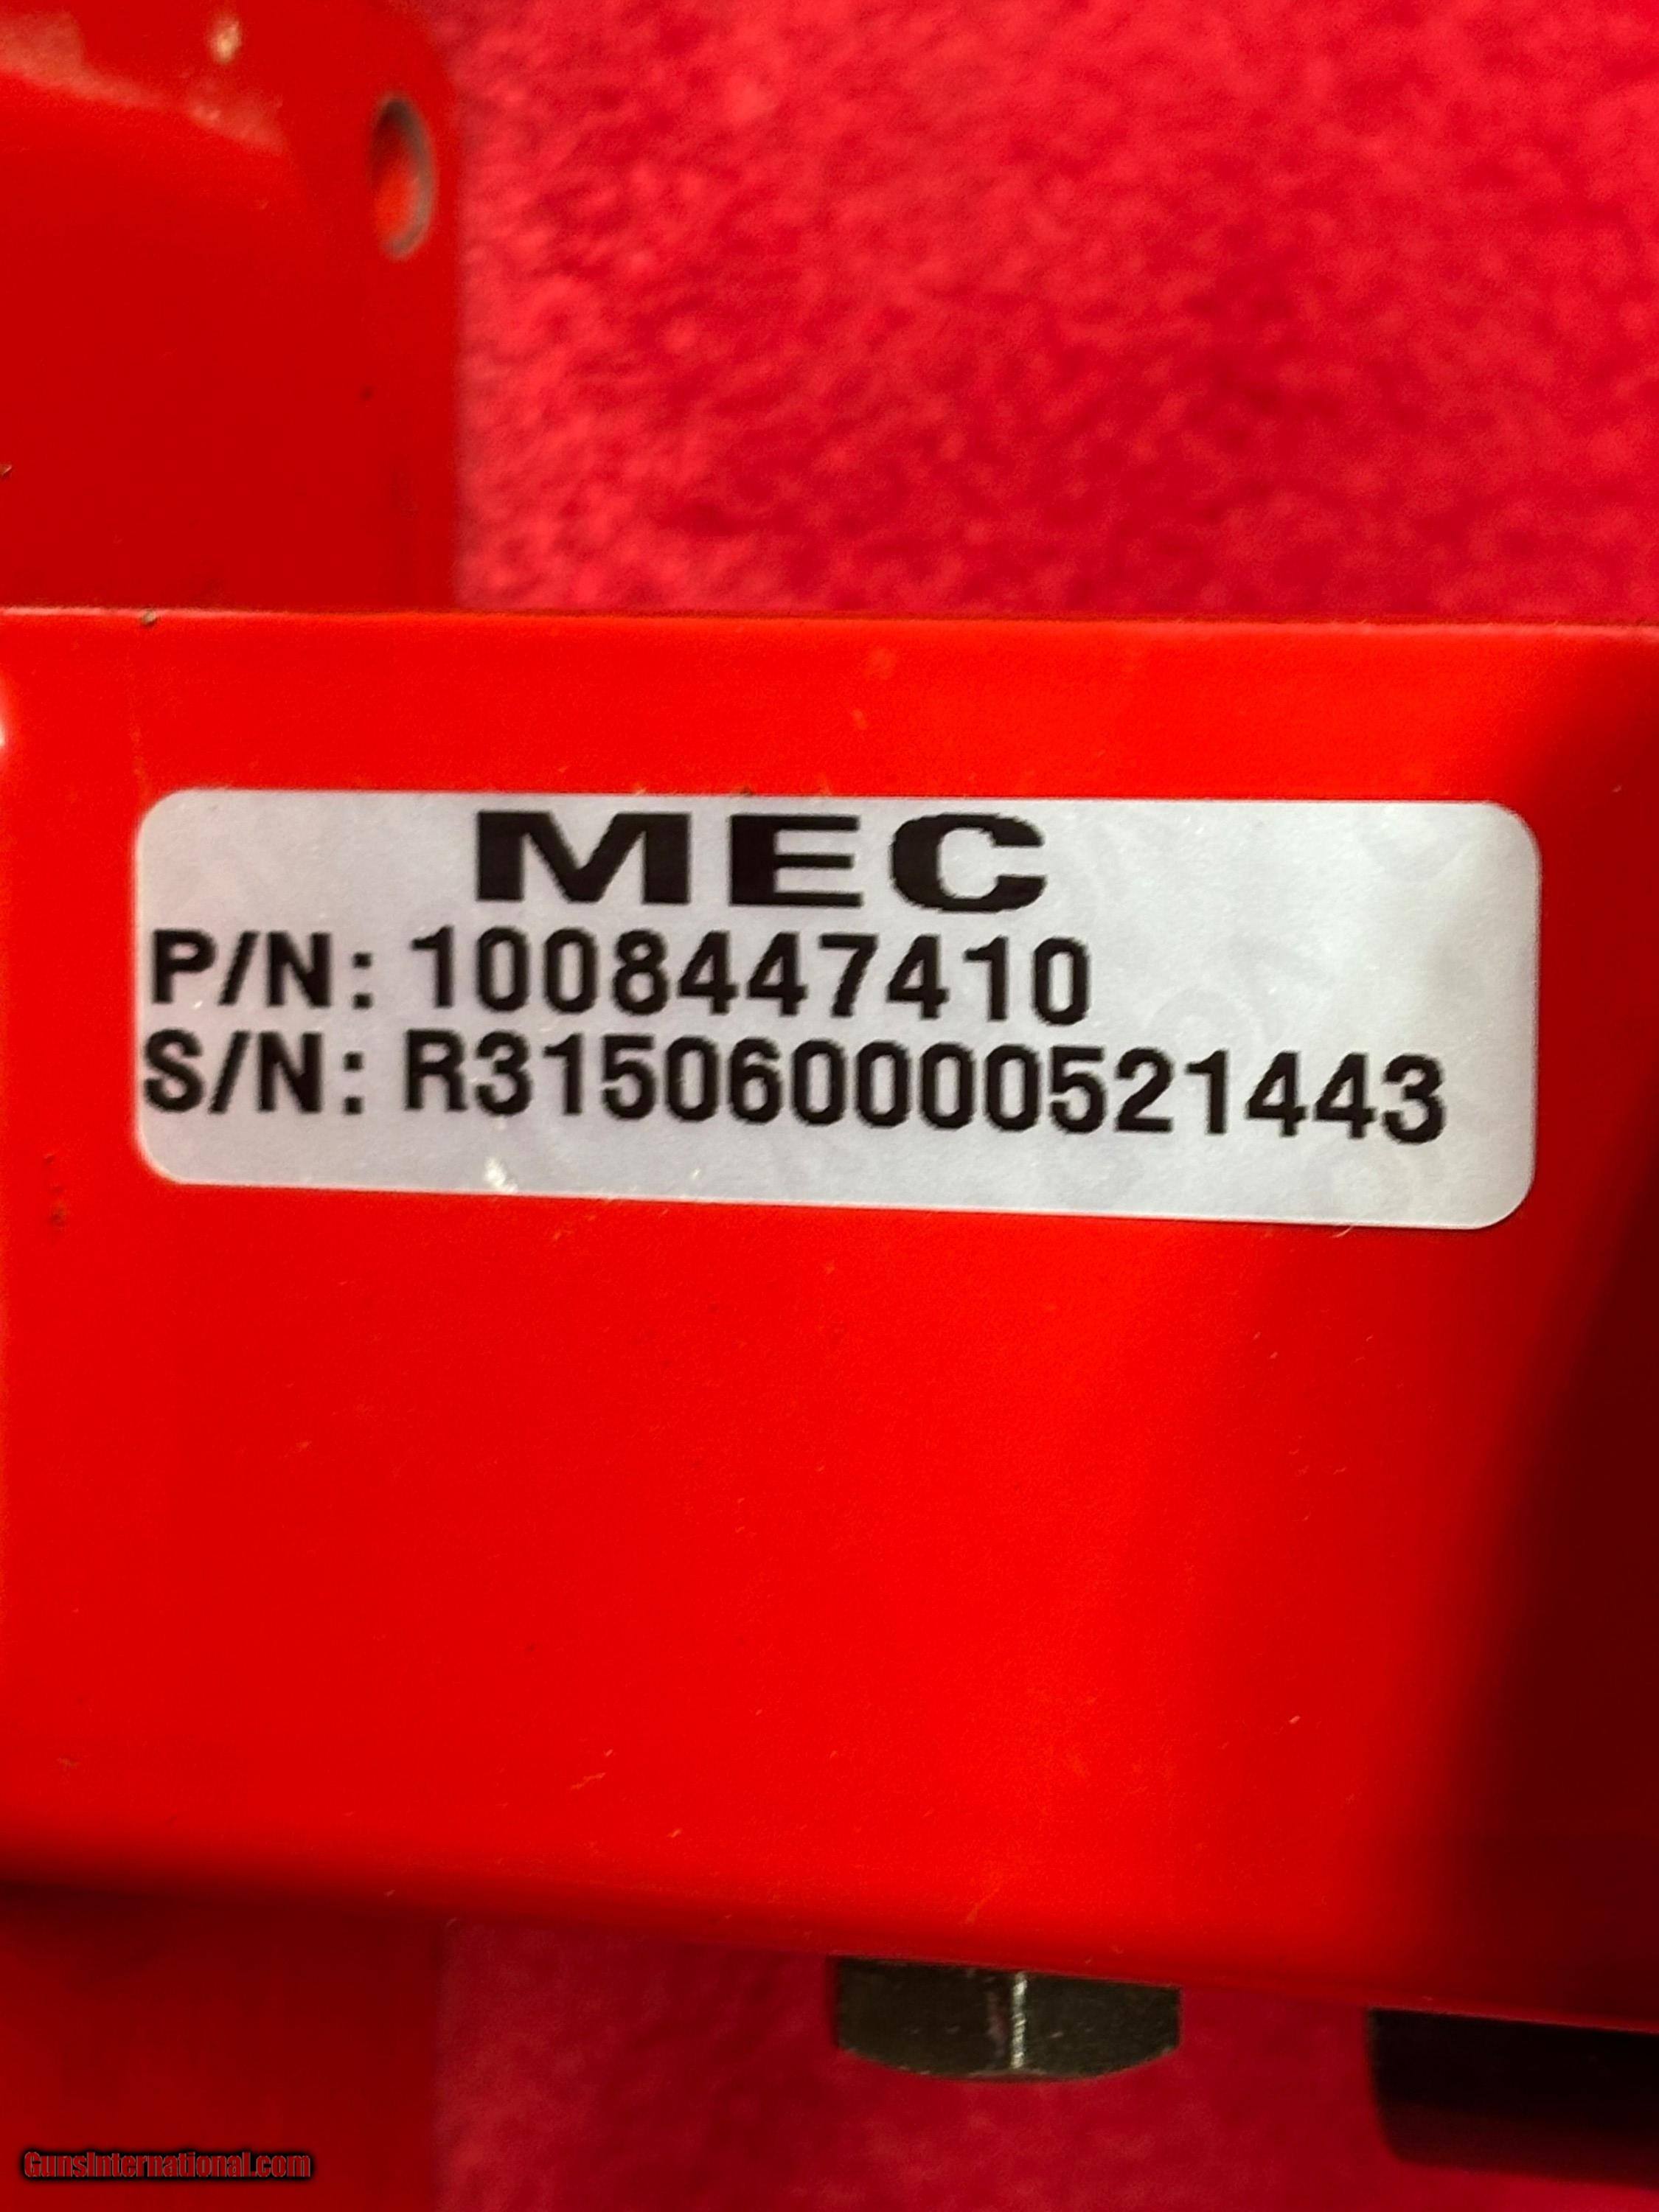 MEC
P/N: 1008447410
S/N: R3150600000521443
GunsInternational.com